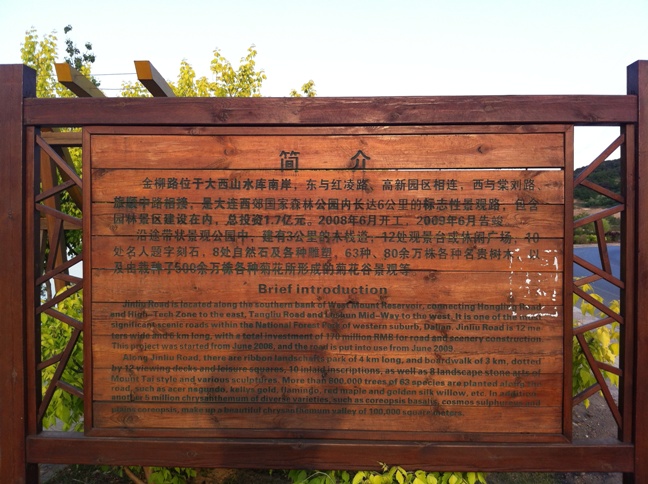 简 介
金柳路位于大西山水库南岸，东与红凌路、高新园区相连，西与棠刘路、
旅顺中路相接，是大连西郊国家森林公园内长达6公里的标志性景观路，包含
园林景区建设在内，总投资1.7亿元，2008年6月开工，2009年6月告竣。
沿途带状景观公园中，建有3公里的木栈道，12处观景台或休闲广场，10
处名人题字刻石，8处自然石及各种雕塑，63种，80余万株各种名贵树木，以
及由栽种了500余万株各种菊花所形成的菊花谷景观等。
Brief introduction
Jinliu Road is located along the southern bank of West Mount Reservoir, connecting Hongling Road
and High-Tech Zone to the east, Tangliu Road and Lvshun Mid-Way to the west. It is one of the most
significant scenic roads within the National Forest Park of western suburb, Dalian. Jinliu Road is 12 me-
ters wide and 6 km long, with a total investment of 170 million RMB for road and scenery construction.
This project was started from June 2008, and the road is put into use from June 2009.
Along Jinliu Road, there are ribbon landscape park of 4 km long, and boardwalk of 3 km, dotted
by 12 viewing decks and leisure squares, 10 inlaid inscriptions, as well as 8 landscape stone arts of
Mount Tai style and various sculptures. More than 800,000 trees of 63 species are planted along the
road, such as acer negundo, kailey gold, flamindo, red maple and golden silk willow, etc. In addition,
another 5 million chrysanthemum of diverse varieties, such as coreopsis basalis, cosmos sulphureus and
plains coreopsis, make up a beautiful chrysanthemum valley of 100,000 square meters.